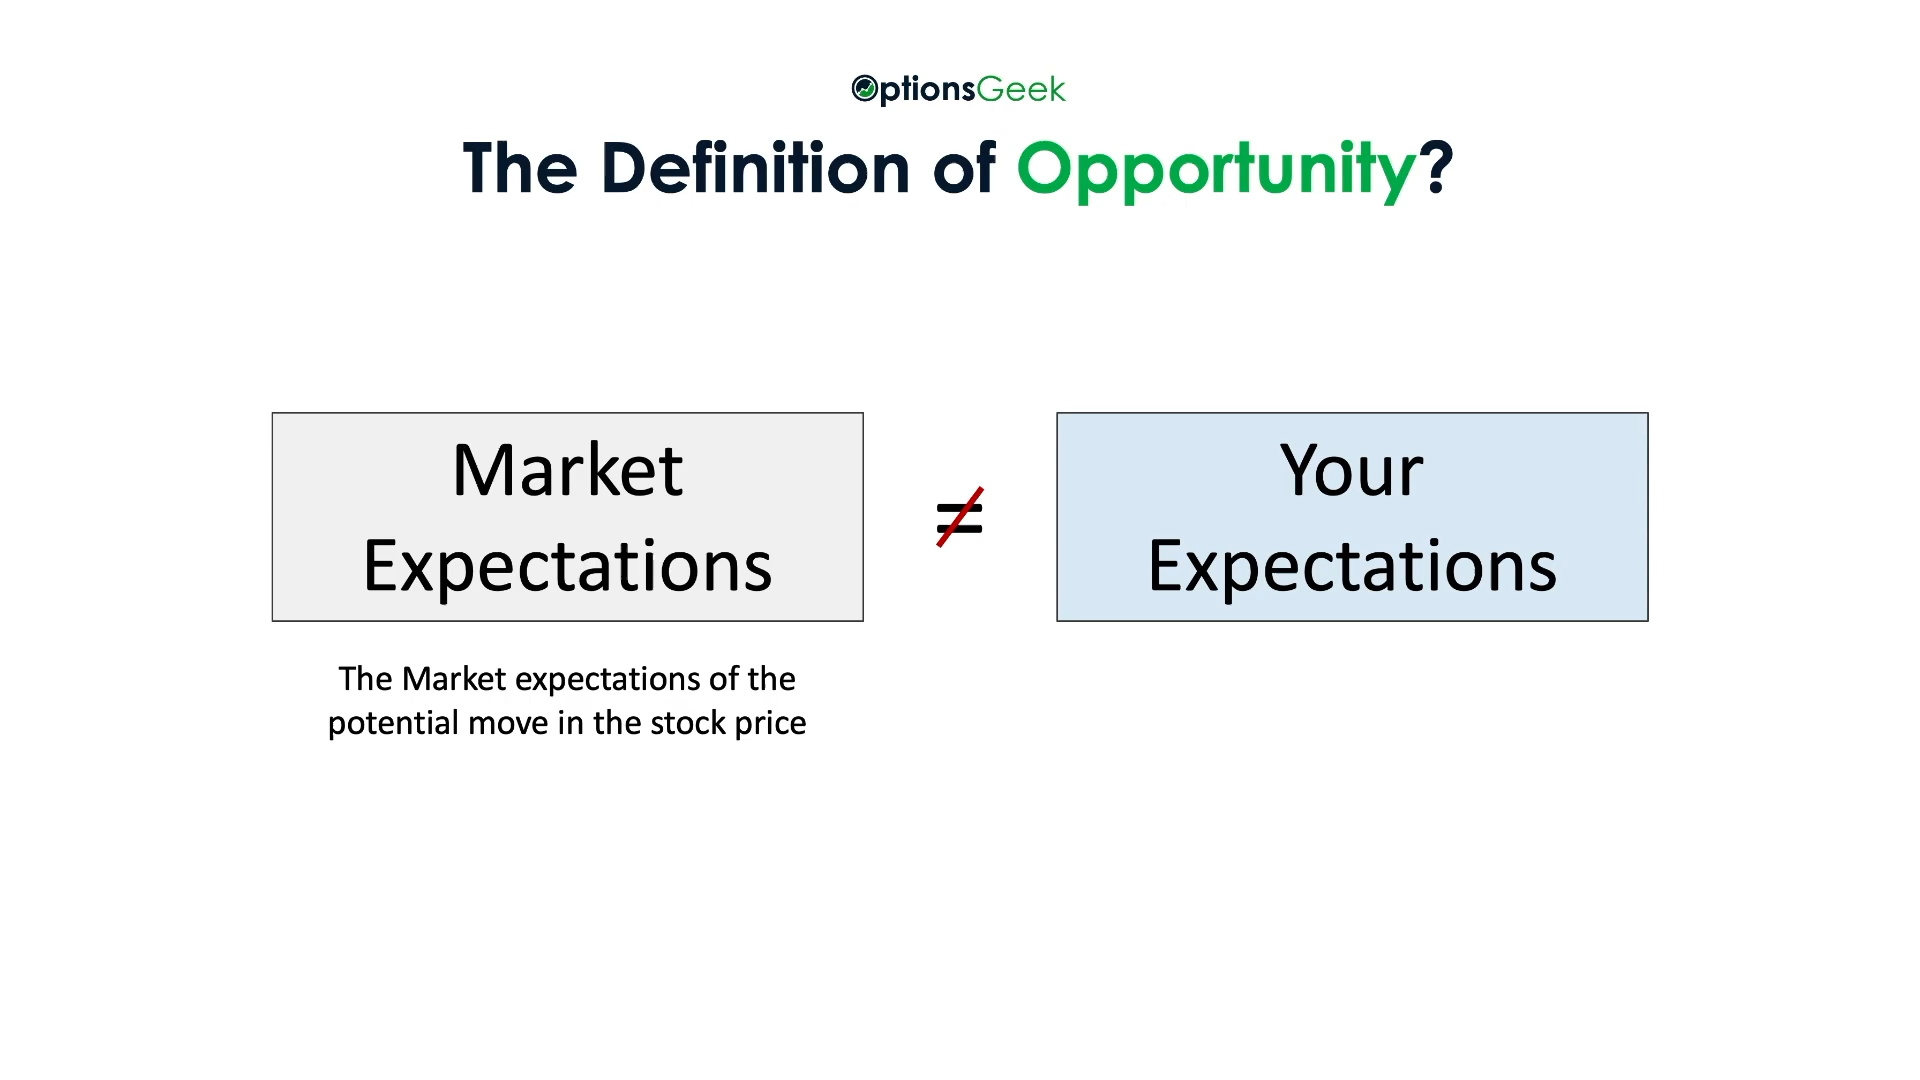 OptionsGeek
The Definition of Opportunity?
Market
Expectations
≠
Your
Expectations
The Market expectations of the
potential move in the stock price